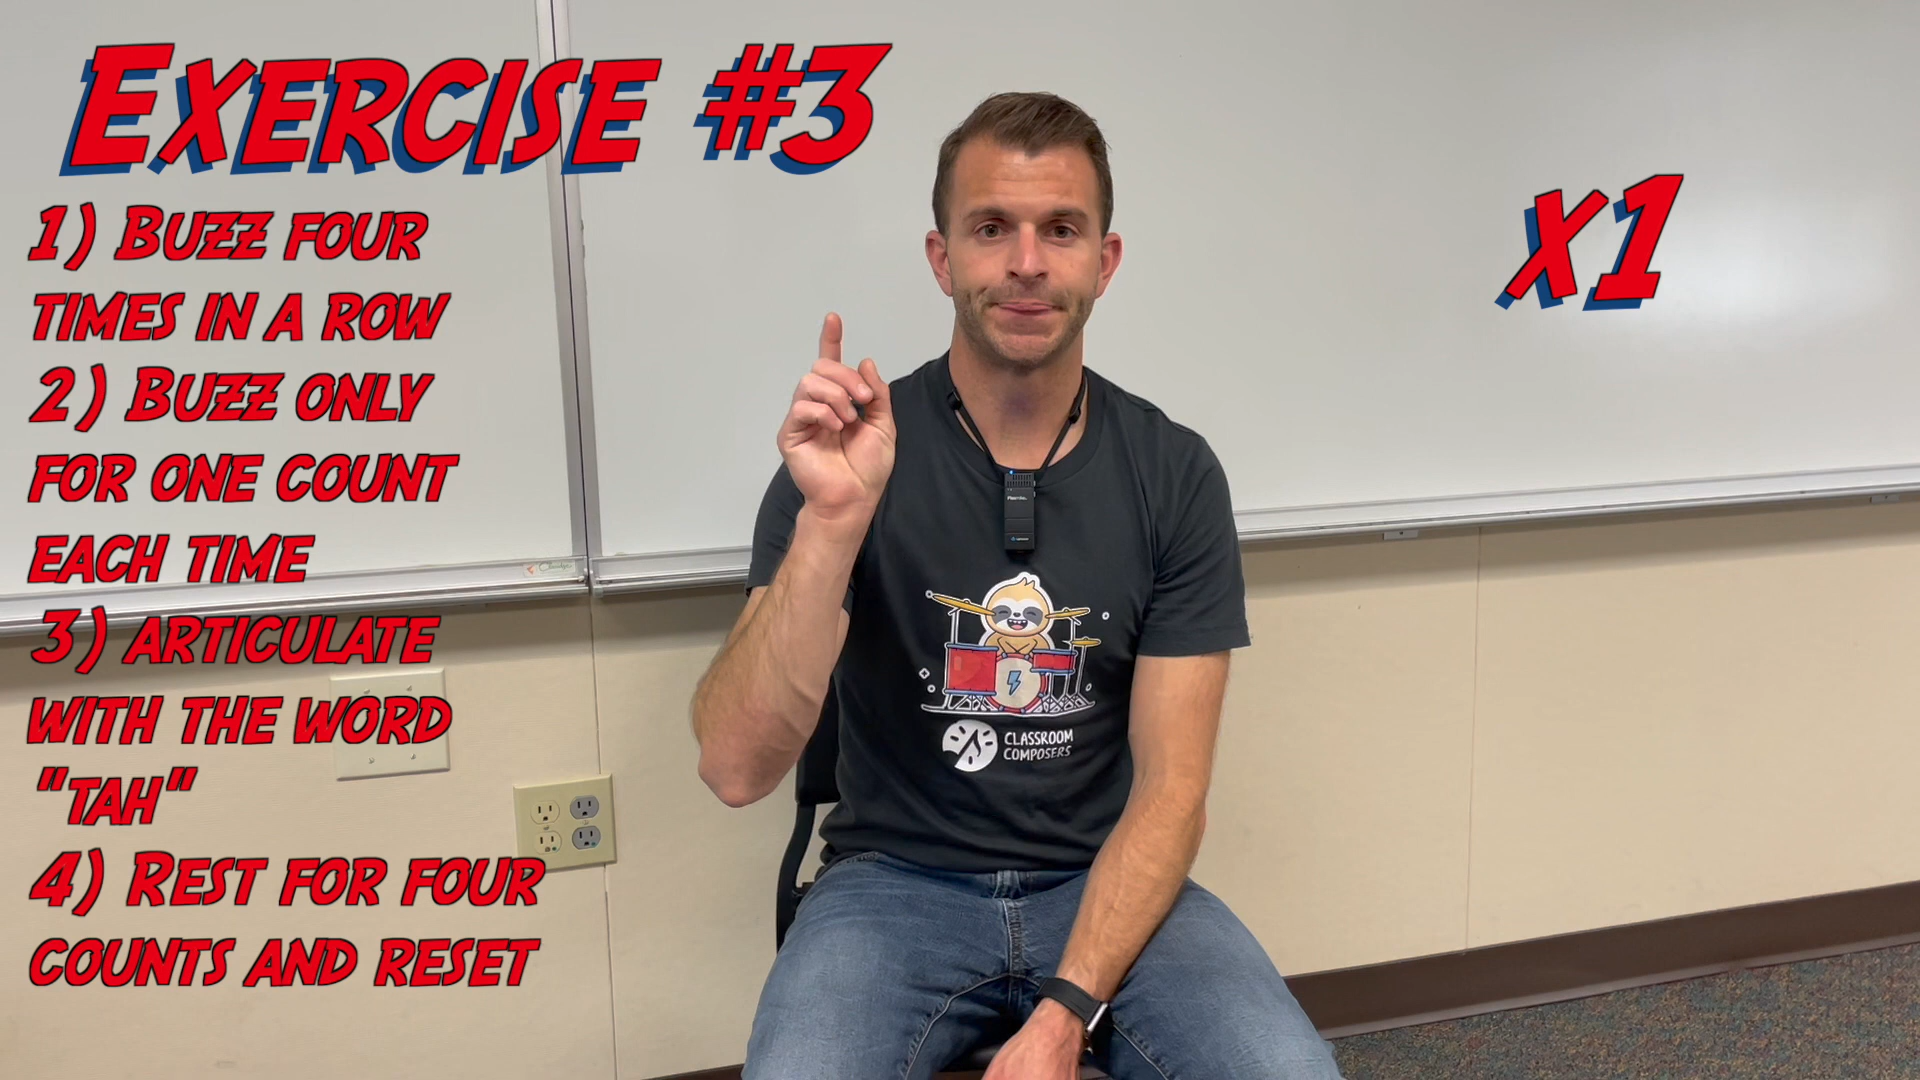 Exercise #3
1) Buzz four
times in a row
2) Buzz only
for one count
each time
3) articulate
with the word
"tah"
4) Rest for four
counts and reset
x1
CLASSROOM
COMPOSERS